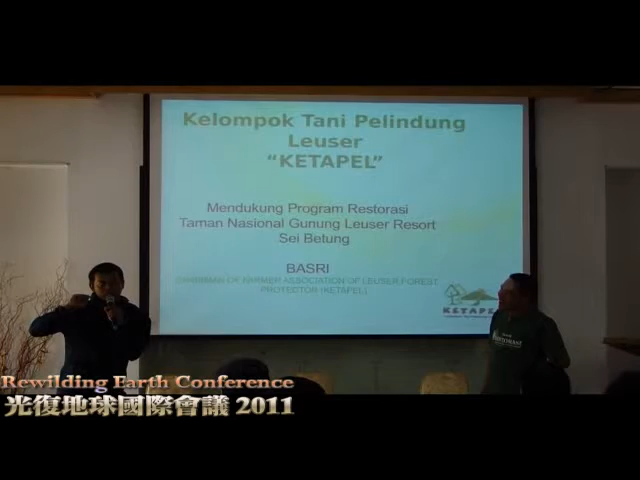 Kelompok Tani Pelindung
Leuser
“KETAPEL”
Mendukung Program Restorasi
Taman Nasional Gunung Leuser Resort
Sei Betung
BASRI
CHAIRMAN OF FARMER ASSOCIATION OF LEUSER FOREST
PROTECTOR (KETAPEL)
KETAPEL
Rewilding Earth Conference
光復地球國際會議 2011